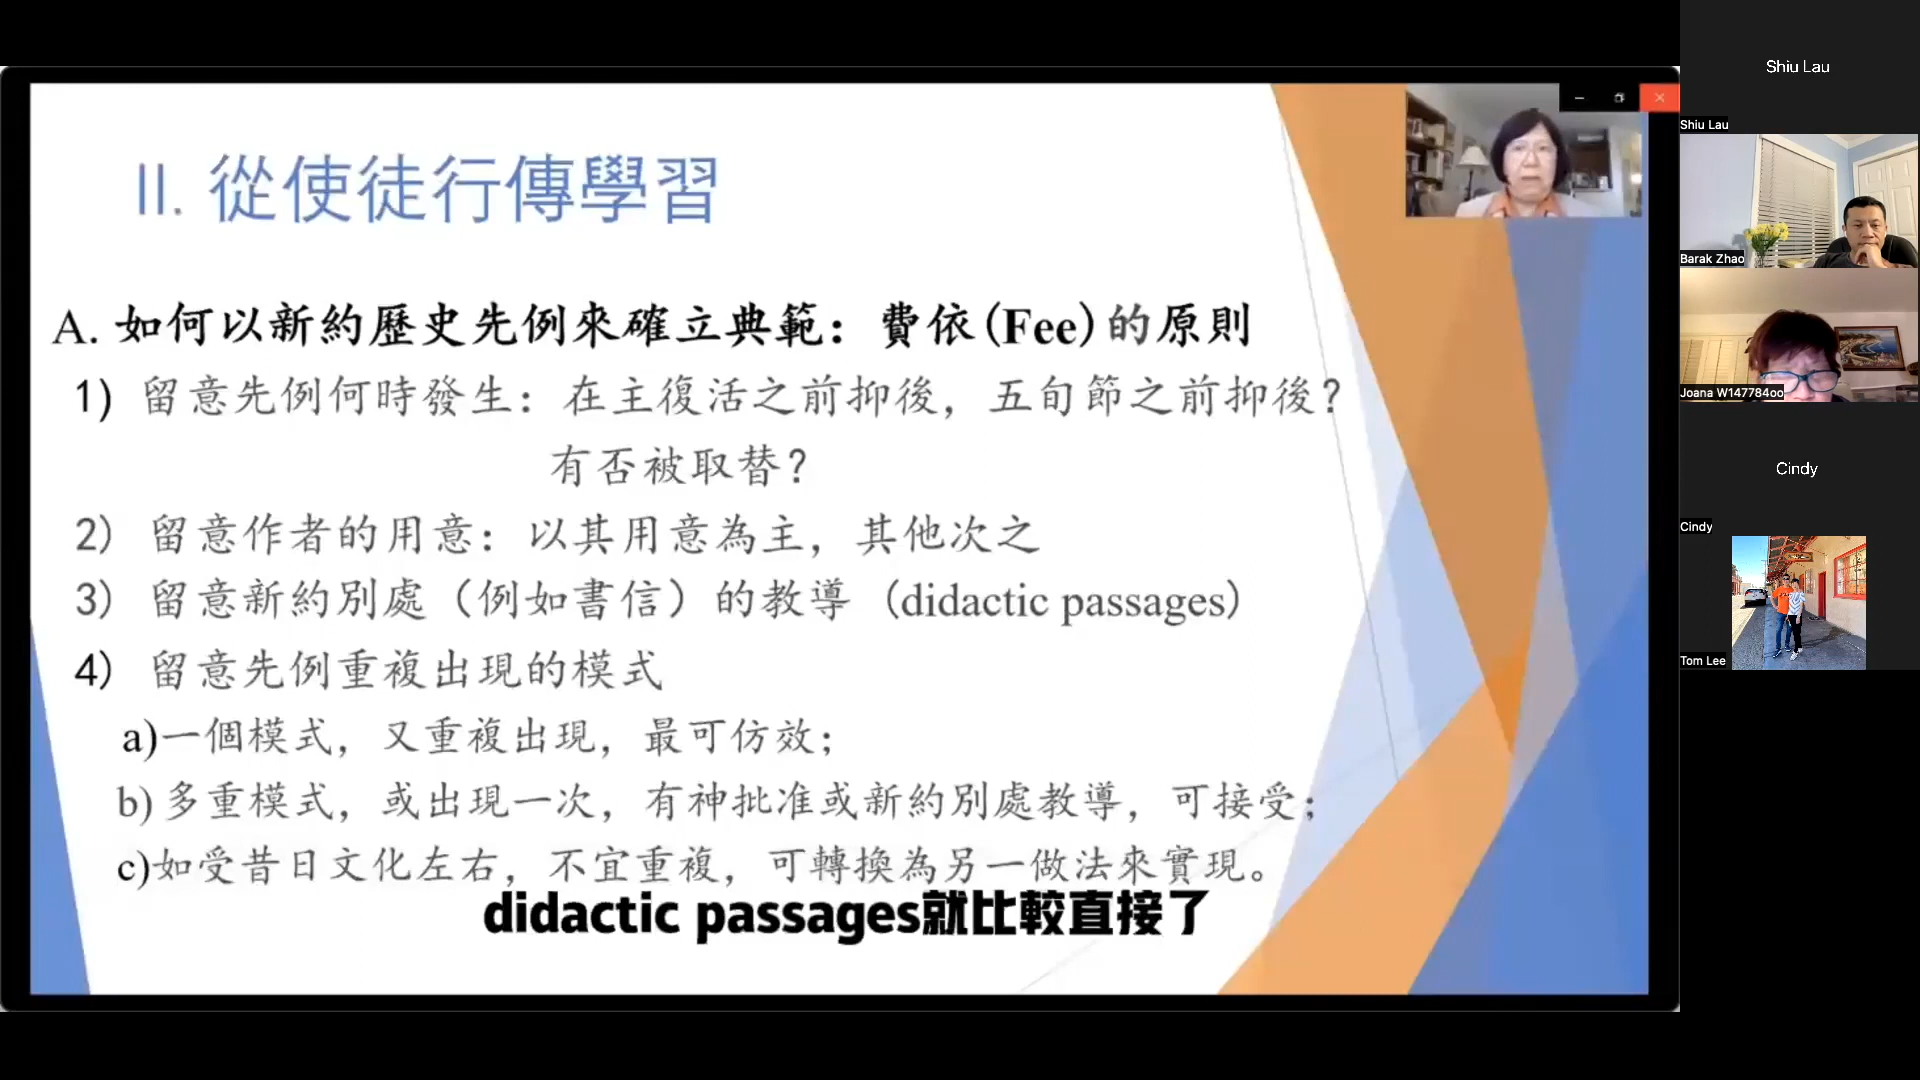 II. 從使徒行傳學習
A. 如何以新約歷史先例來確立典範：費依(Fee)的原則
1) 留意先例何時發生：在主復活之前抑後，五旬節之前抑後？
有否被取替？
2) 留意作者的用意：以其用意為主，其他次之
3) 留意新約別處（例如書信）的教導（didactic passages）
4) 留意先例重複出現的模式
a)一個模式，又重複出現，最可仿效；
b) 多重模式，或出現一次，有神批准或新約別處教導，可接受；
c)如受昔日文化左右，不宜重複，可轉換為另一做法來實現。
didactic passages就比較直接了
Shiu Lau
Shiu Lau
Barak Zhao
Joana W147784oo
Cindy
Cindy
Tom Lee